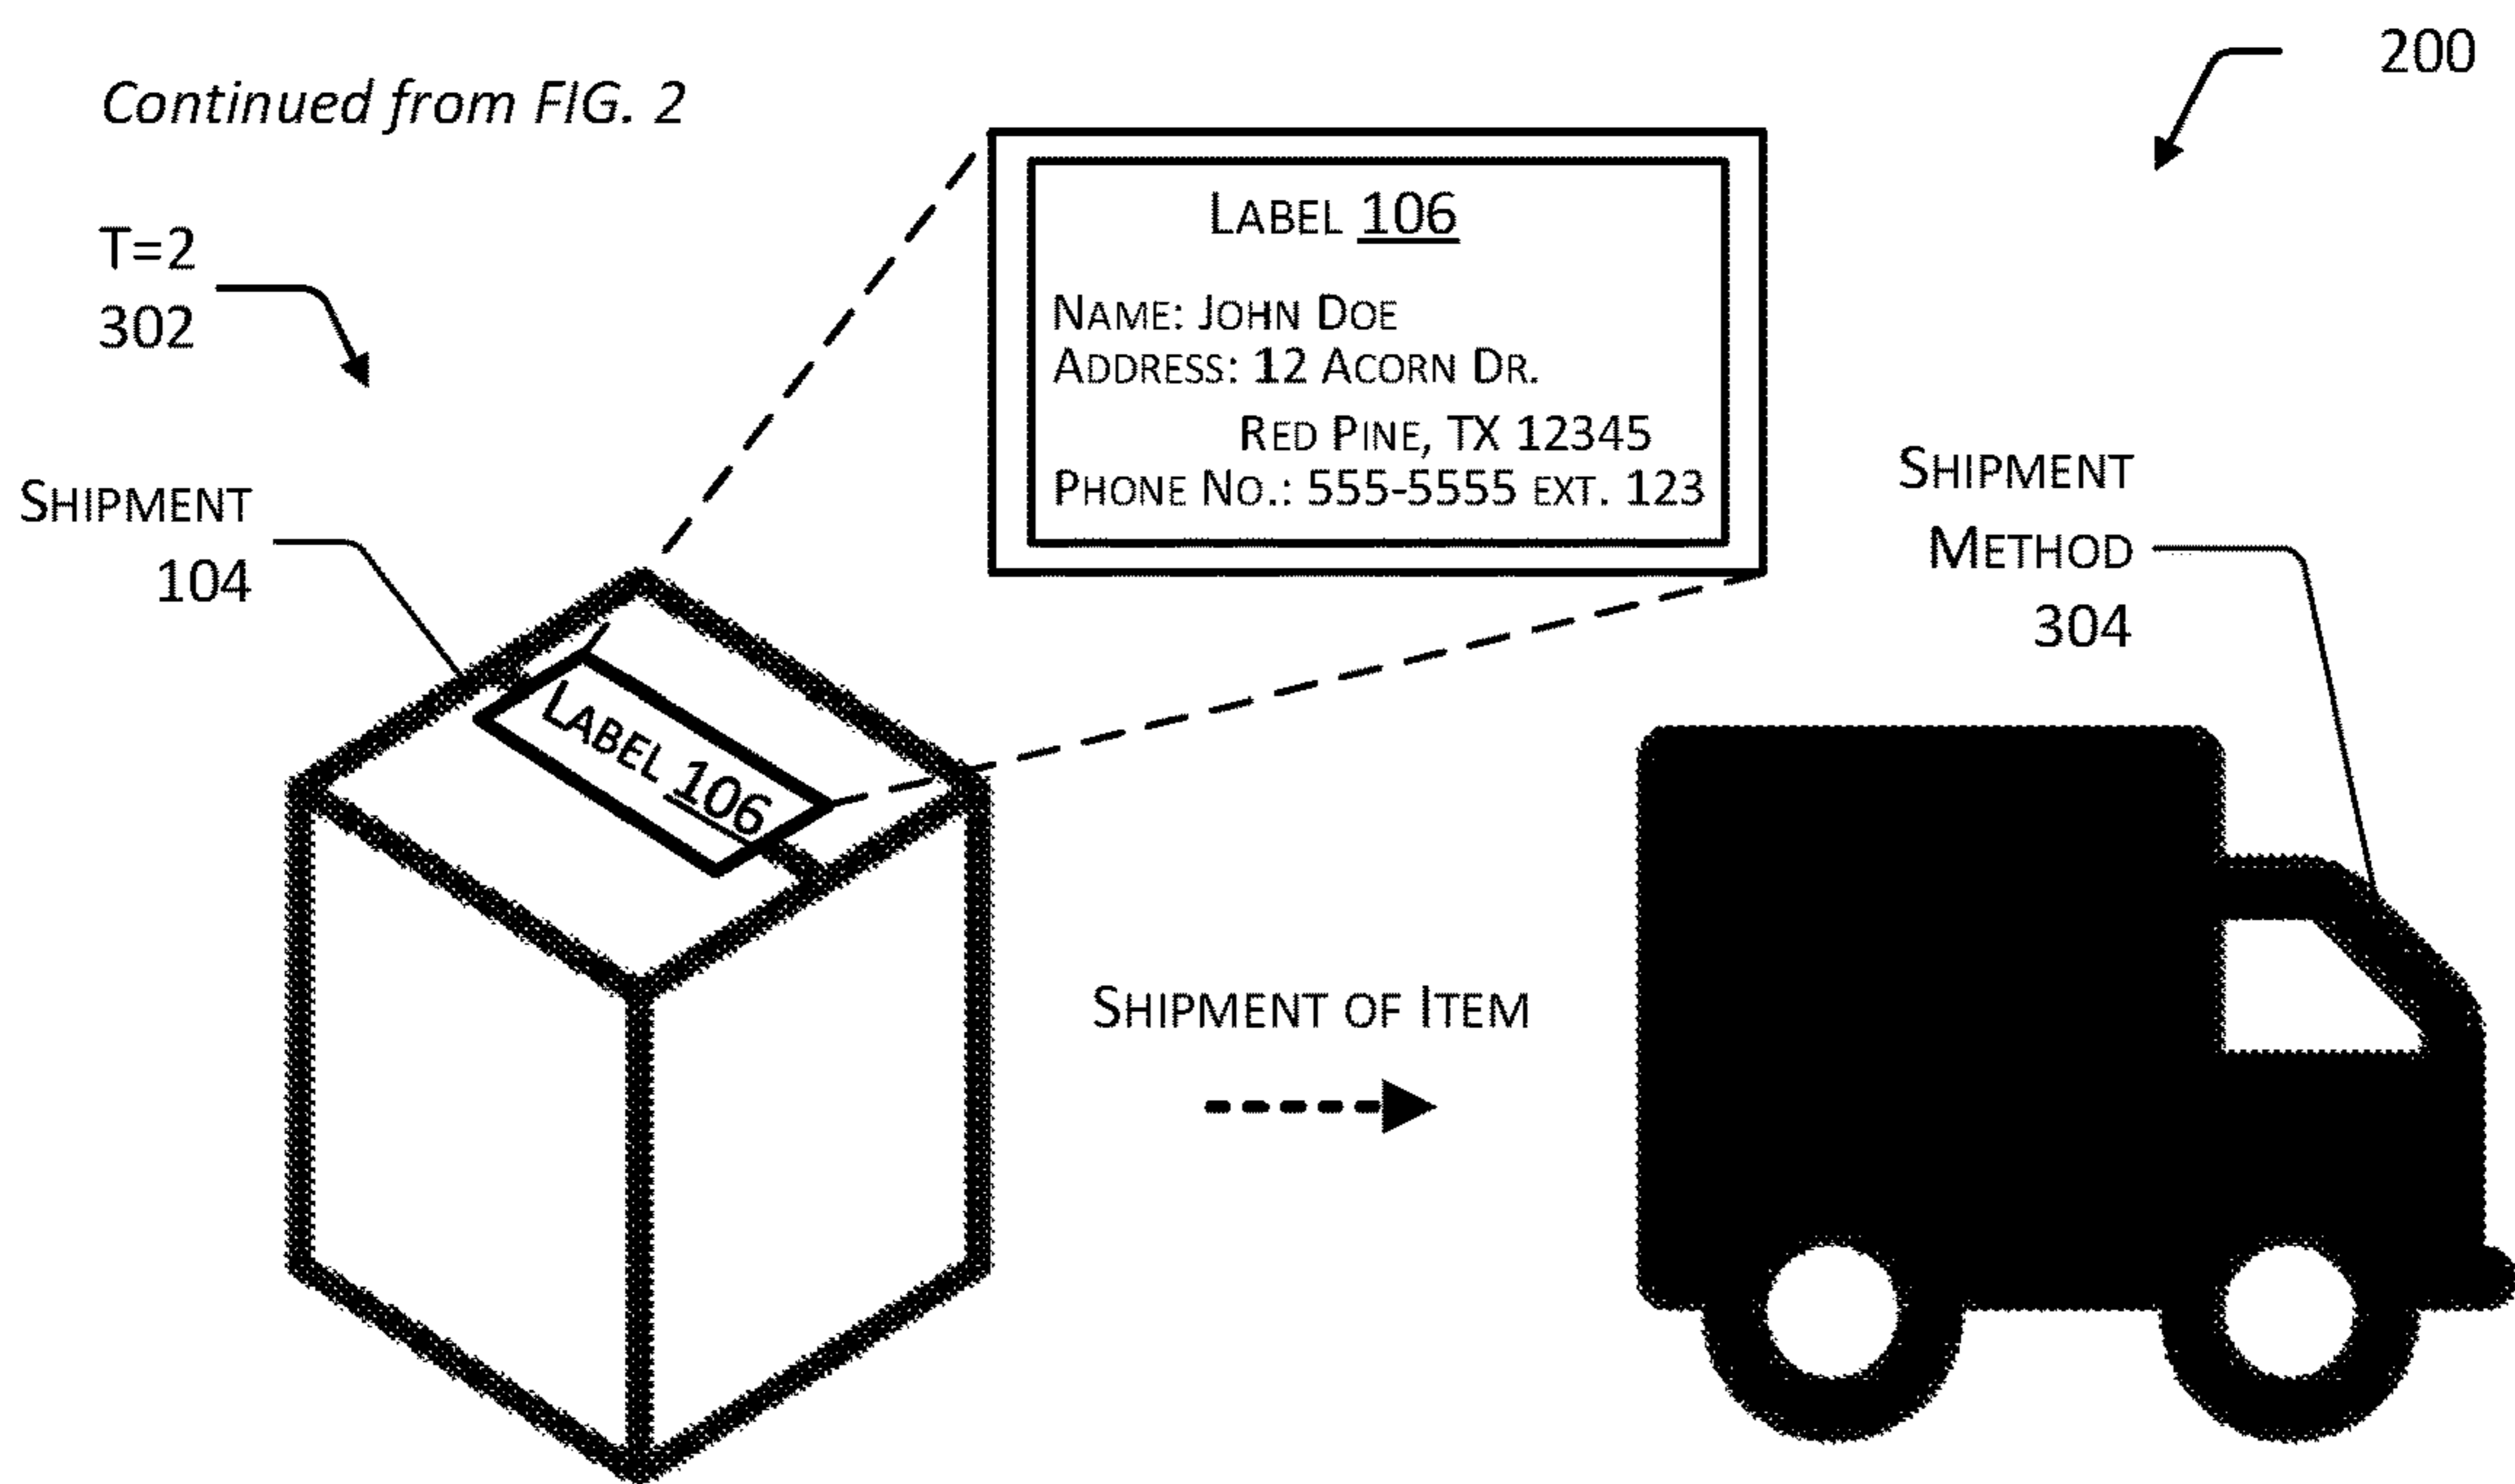 Continued from FIG. 2
200
T=2
302
LABEL 106
NAME: JOHN DOE
ADDRESS: 12 ACORN DR.
RED PINE, TX 12345
PHONE NO.: 555-5555 EXT. 123
SHIPMENT
104
SHIPMENT
METHOD
304
LABEL 106
SHIPMENT OF ITEM